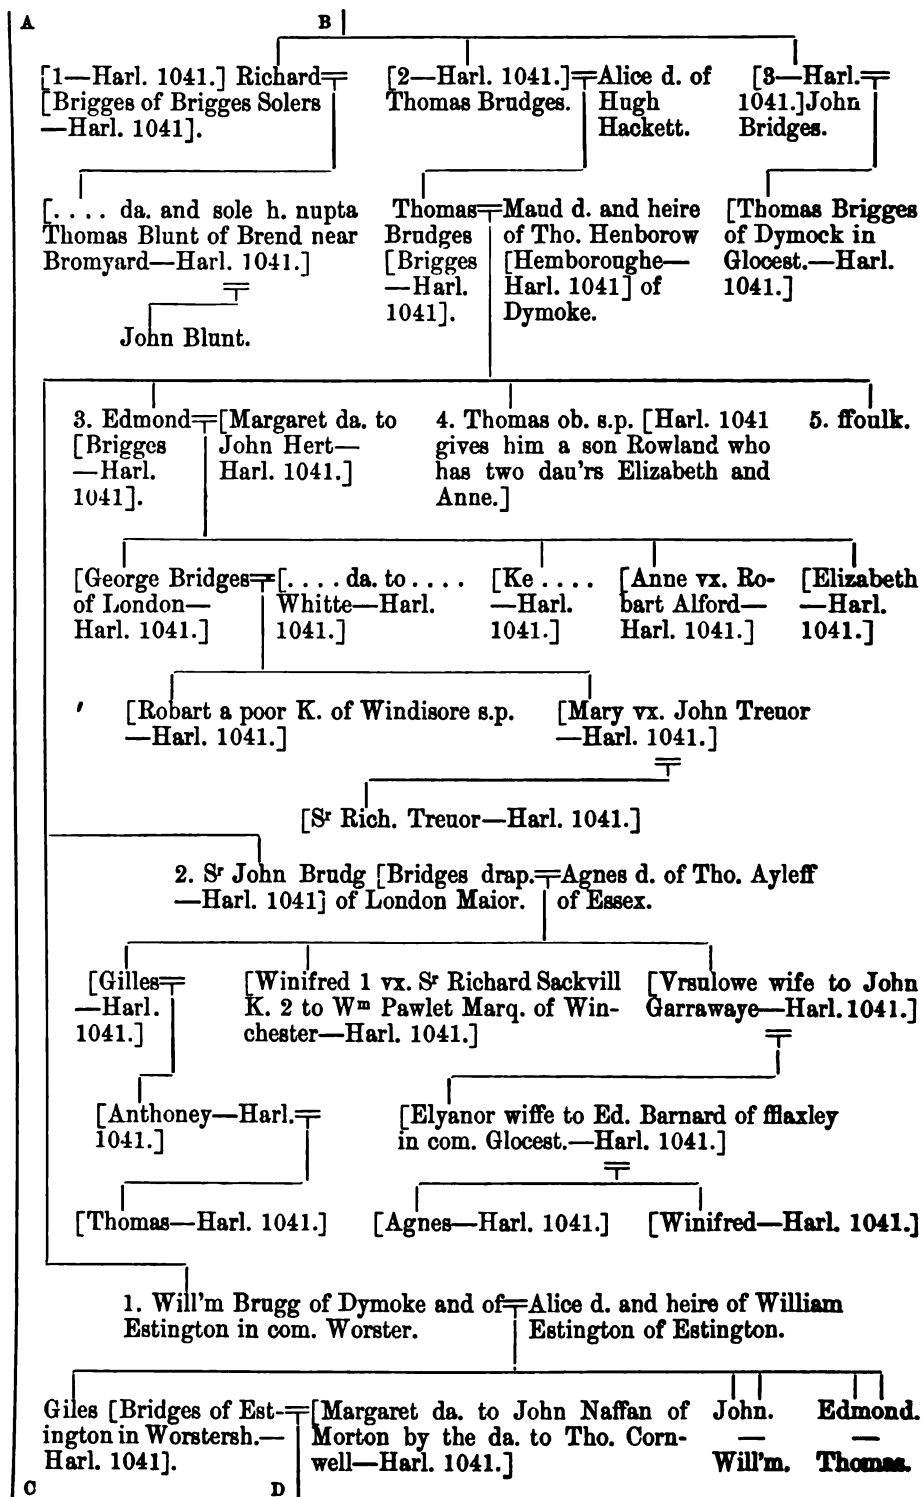 A B
[1—Harl. 1041.] Richard [2—Harl. 1041.] Alice d. of [3—Harl.
[Brigges of Brigges Solers Thomas Brudges. Hugh 1041.] John
—Harl. 1041]. Hackett. Bridges.
[.... da. and sole h. nupta Thomas Maud d. and heire [Thomas Brigges
Thomas Blunt of Brend near Brudges of Tho. Henborow of Dymock in
Bromyard—Harl. 1041.] [Brigges [Hemboroughe— Glocest.—Harl.
—Harl. Harl. 1041] of 1041.]
1041]. Dymoke.
John Blunt.
3. Edmond [Margaret da. to 4. Thomas ob. s.p. [Harl. 1041 5. ffoulk.
[Brigges John Hert— gives him a son Rowland who
—Harl. Harl. 1041.] has two dau'rs Elizabeth and
1041]. Anne.]
[George Bridges [.... da. to .... [Ke .... [Anne vx. Ro- [Elizabeth
of London— Whitte—Harl. —Harl. bart Alford— —Harl.
Harl. 1041.] 1041.] 1041.] Harl. 1041.] 1041.]
[Robart a poor K. of Windisore s.p. [Mary vx. John Treuor
—Harl. 1041.] —Harl. 1041.]
[Sr Rich. Treuor—Harl. 1041.]
2. Sr John Brudg [Bridges drap. Agnes d. of Tho. Ayleff
—Harl. 1041] of London Maior. of Essex.
[Gilles [Winifred 1 vx. Sr Richard Sackvill [Vrsulowe wife to John
—Harl. K. 2 to Wm Pawlet Marq. of Win- Garrawaye—Harl. 1041.]
1041.] chester—Harl. 1041.]
[Anthoney—Harl. [Elyanor wiffe to Ed. Barnard of fflaxley
1041.] in com. Glocest.—Harl. 1041.]
[Thomas—Harl. 1041.] [Agnes—Harl. 1041.] [Winifred—Harl. 1041.]
1. Will'm Brugg of Dymoke and of Alice d. and heire of William
Estington in com. Worster. Estington of Estington.
Giles [Bridges of Est- [Margaret da. to John Naffan of John. Edmond.
ington in Worstersh.— Morton by the da. to Tho. Corn- — —
Harl. 1041]. well—Harl. 1041.] Will'm. Thomas.
C D